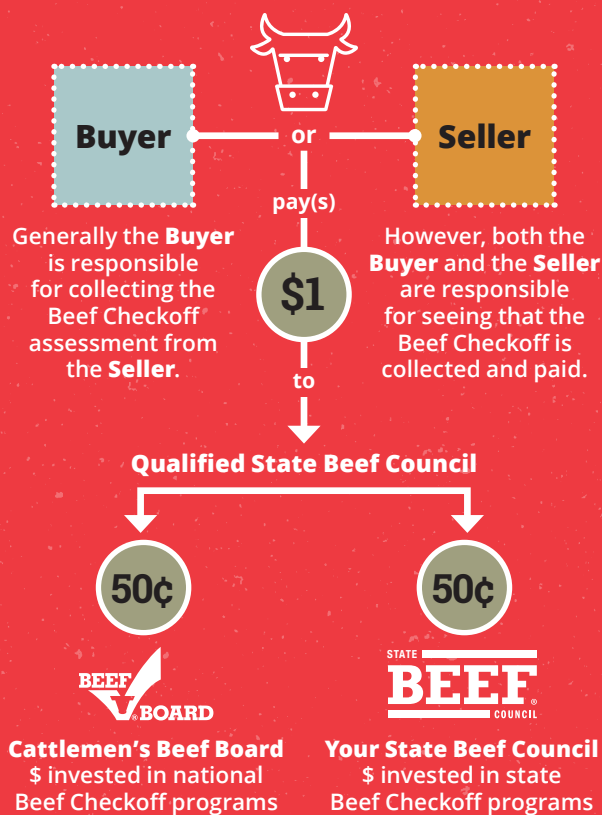 Buyer
or
Seller
pay(s)
Generally the Buyer
is responsible
for collecting the
Beef Checkoff
assessment from
the Seller.
$1
However, both the
Buyer and the Seller
are responsible
for seeing that the
Beef Checkoff is
collected and paid.
to
Qualified State Beef Council
50¢
50¢
BEEF
® BOARD
STATE
BEEF®
COUNCIL
Cattlemen's Beef Board
$ invested in national
Beef Checkoff programs
Your State Beef Council
$ invested in state
Beef Checkoff programs